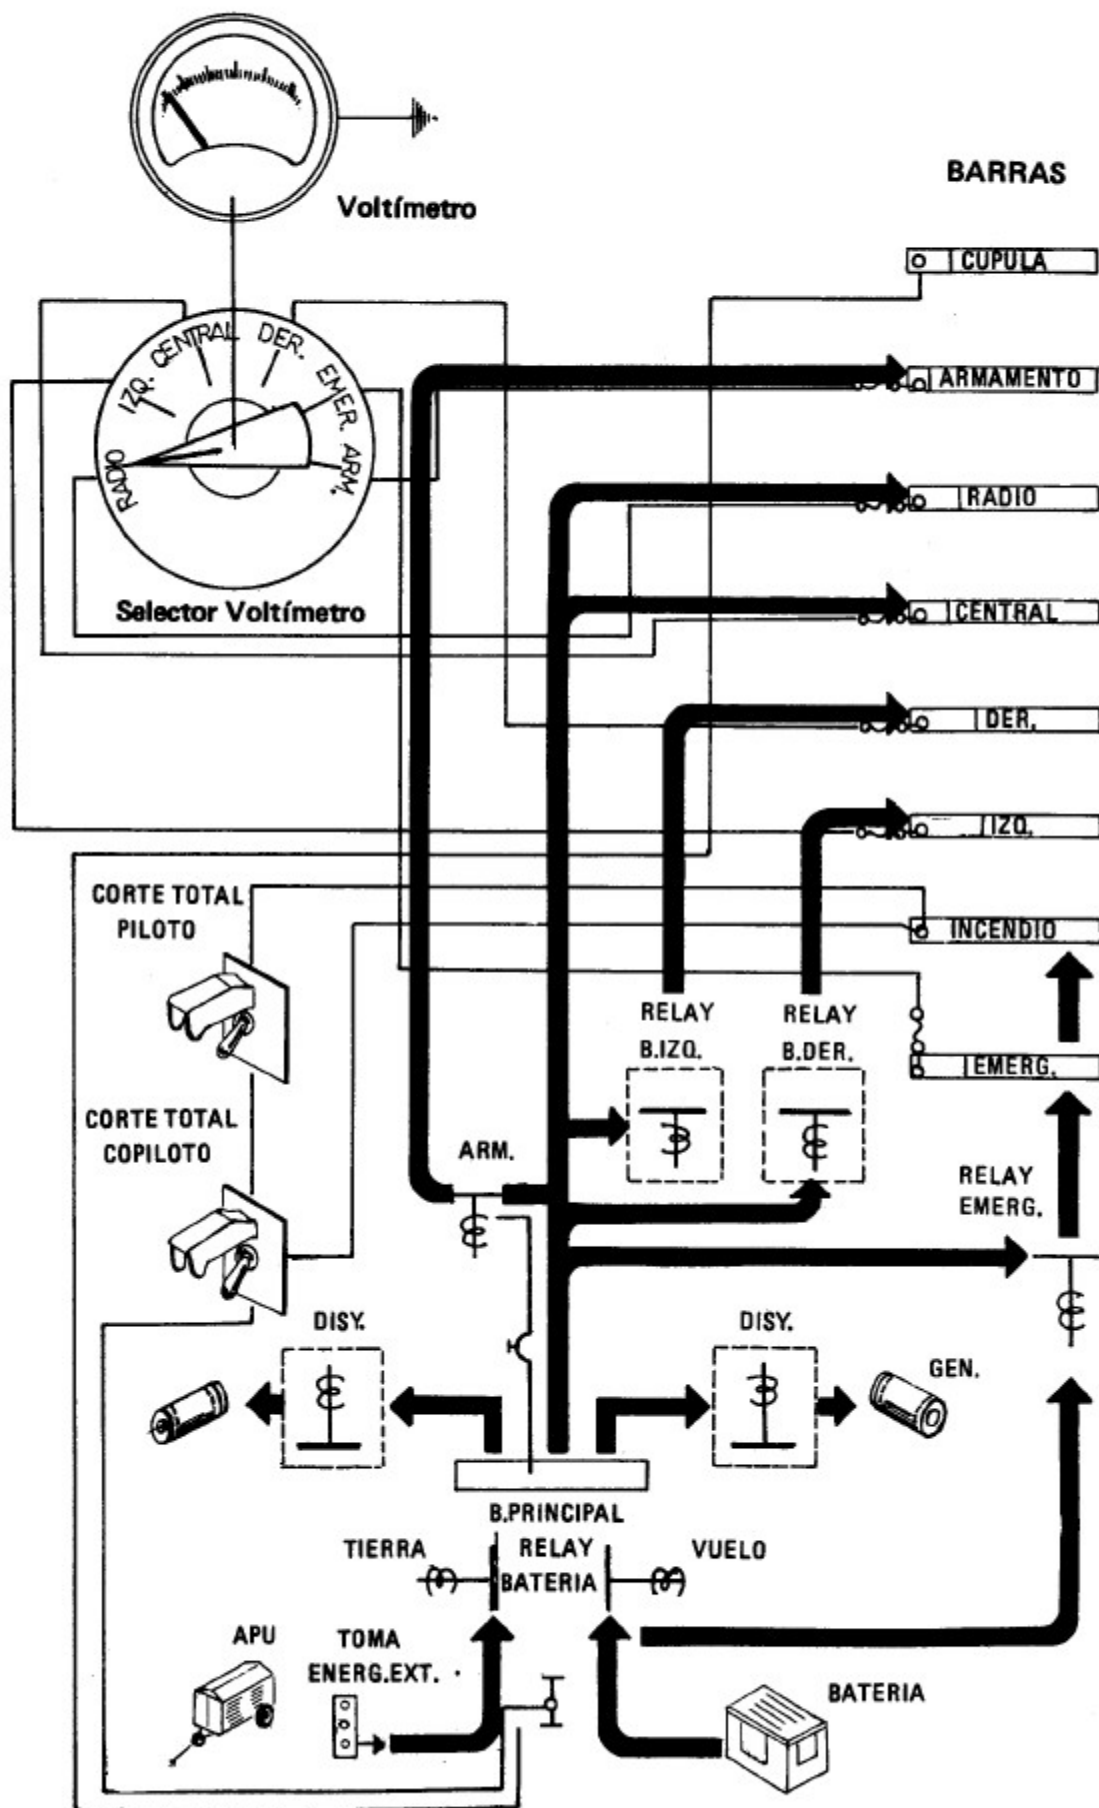 Voltímetro
BARRAS
CUPULA
RADIO
IZQ.
CENTRAL
DER.
EMER.
ARM.
Selector Voltímetro
ARMAMENTO
RADIO
CENTRAL
DER.
IZQ.
INCENDIO
EMERG.
CORTE TOTAL
PILOTO
CORTE TOTAL
COPILOTO
RELAY
B.IZQ.
RELAY
B.DER.
ARM.
RELAY
EMERG.
DISY.
DISY.
GEN.
B.PRINCIPAL
TIERRA
RELAY
BATERIA
VUELO
APU
TOMA
ENERG.EXT.
BATERIA